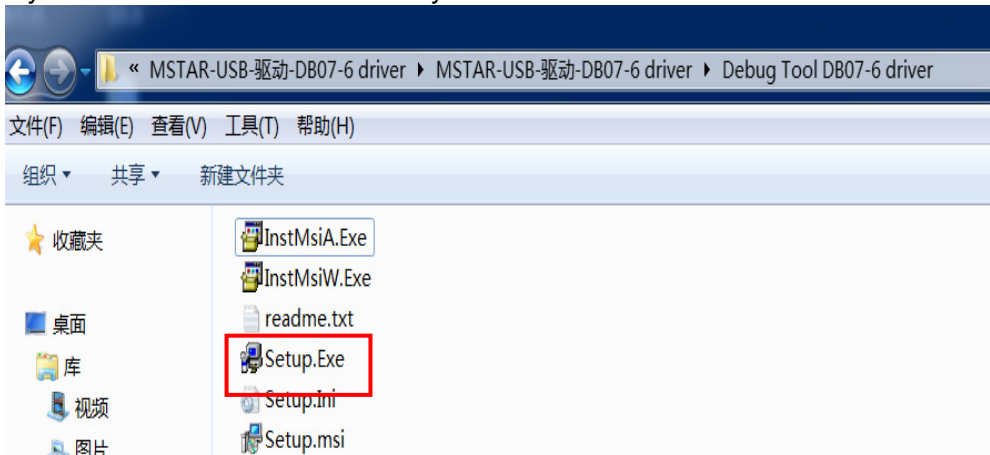 « MSTAR-USB-驱动-DB07-6 driver ▸ MSTAR-USB-驱动-DB07-6 driver ▸ Debug Tool DB07-6 driver
文件(F) 编辑(E) 查看(V) 工具(T) 帮助(H)
组织 ▾ 共享 ▾ 新建文件夹
收藏夹
桌面
库
视频
图片
InstMsiA.Exe
InstMsiW.Exe
readme.txt
Setup.Exe
Setup.Ini
Setup.msi